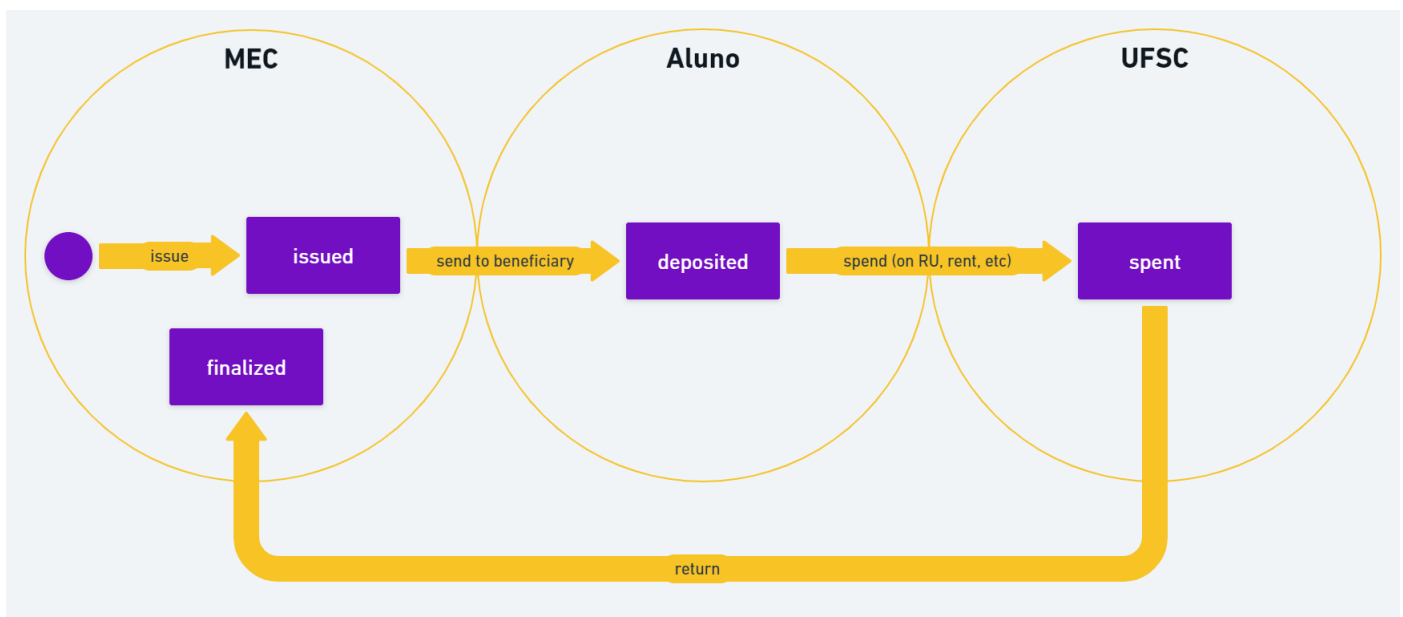 MEC
Aluno
UFSC
issue
issued
send to beneficiary
deposited
spend (on RU, rent, etc)
spent
finalized
return